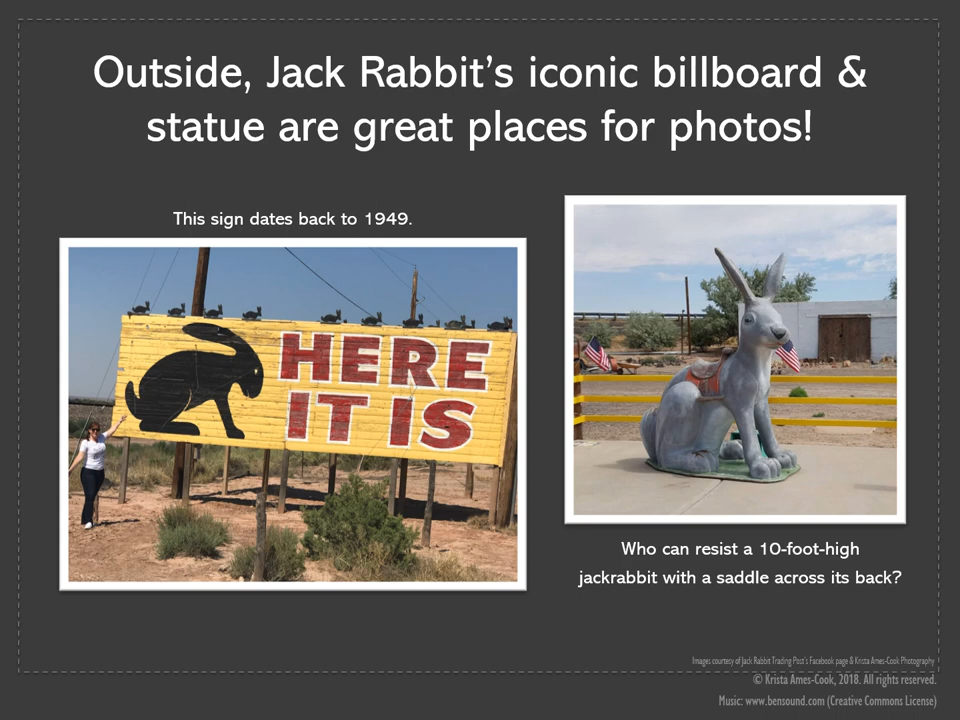 Outside, Jack Rabbit’s iconic billboard &
statue are great places for photos!
This sign dates back to 1949.
HERE
IT IS
Who can resist a 10-foot-high
jackrabbit with a saddle across its back?
Images courtesy of Jack Rabbit Trading Post's Facebook page & Krista Ames-Cook Photography
© Krista Ames-Cook, 2018. All rights reserved.
Music: www.bensound.com (Creative Commons License)